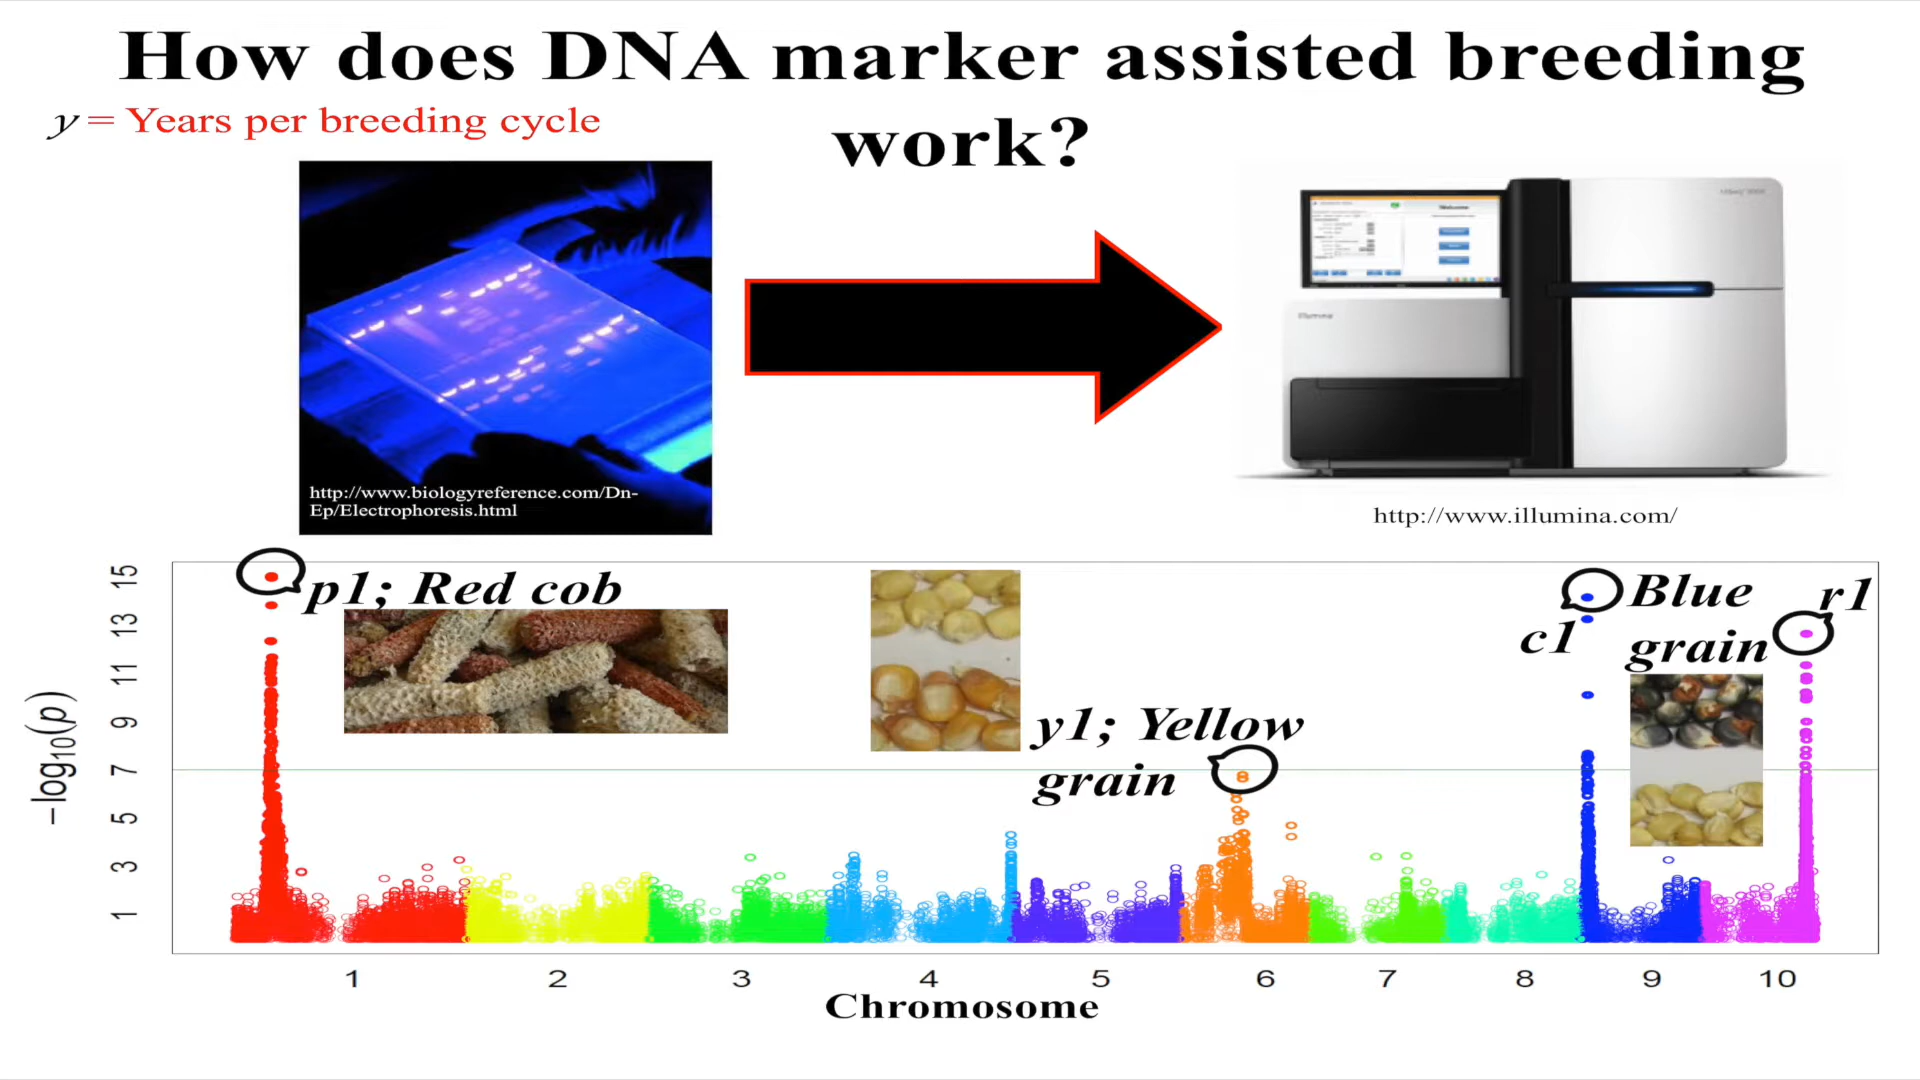 How does DNA marker assisted breeding
work?
y = Years per breeding cycle
Welcome
illumina
http://www.biologyreference.com/Dn-
Ep/Electrophoresis.html
http://www.illumina.com/
p1; Red cob
y1; Yellow
grain
Blue
grain
c1
r1
−log10(p)
15
13
11
9
7
5
3
1
1 2 3 4 5 6 7 8 9 10
Chromosome